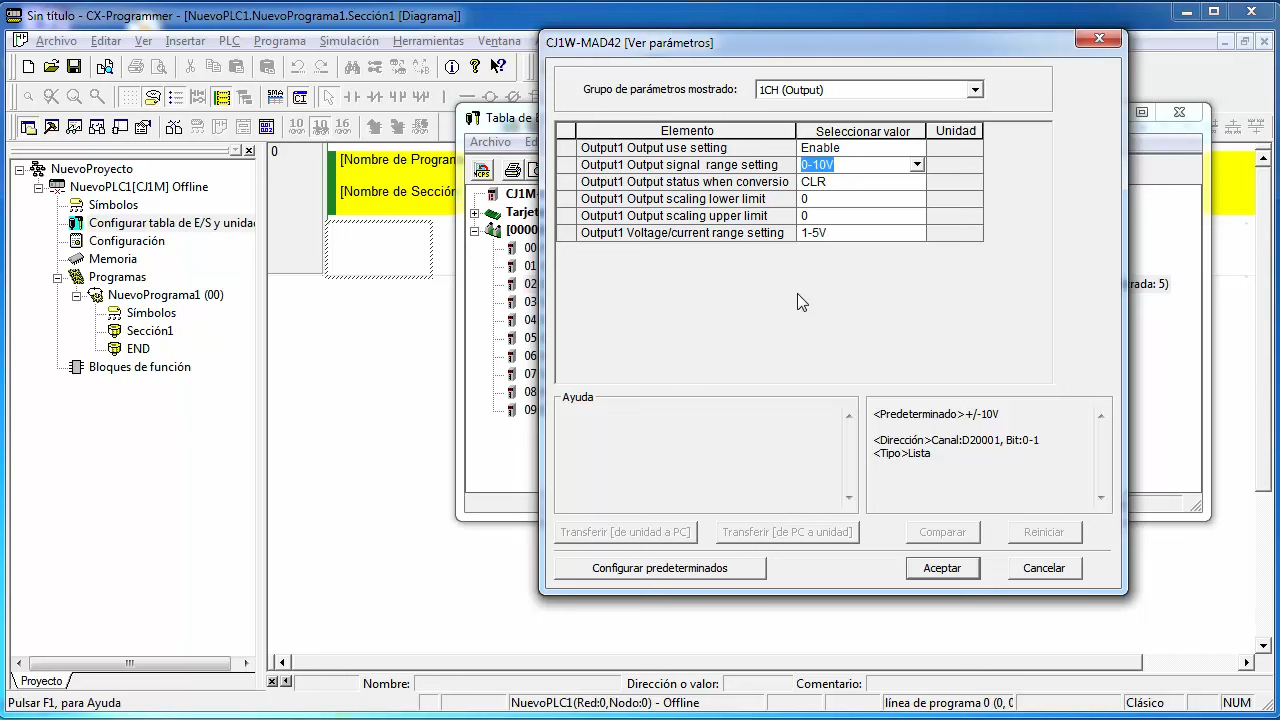 Sin título - CX-Programmer - [NuevoPLC1.NuevoPrograma1.Sección1 [Diagrama]]
Archivo Editar Ver Insertar PLC Programa Simulación Herramientas Ventana
NuevoProyecto
NuevoPLC1[CJ1M] Offline
Símbolos
Configurar tabla de E/S y unidad
Configuración
Memoria
Programas
NuevoPrograma1 (00)
Símbolos
Sección1
END
Bloques de función
Proyecto
0
[Nombre de Program
[Nombre de Sección
Tabla de E
Archivo
CJ1M-
Tarjet
[0000
00
01
02
03
04
05
06
07
08
09
rada: 5)
CJ1W-MAD42 [Ver parámetros]
Grupo de parámetros mostrado: 1CH (Output)
Elemento Seleccionar valor Unidad
Output1 Output use setting Enable
Output1 Output signal range setting 0-10V
Output1 Output status when conversio CLR
Output1 Output scaling lower limit 0
Output1 Output scaling upper limit 0
Output1 Voltage/current range setting 1-5V
Ayuda
<Predeterminado>+/-10V
<Dirección>Canal:D20001, Bit:0-1
<Tipo>Lista
Transferir [de unidad a PC] Transferir [de PC a unidad] Comparar Reiniciar
Configurar predeterminados Aceptar Cancelar
Nombre: Dirección o valor: Comentario:
Pulsar F1, para Ayuda NuevoPLC1(Red:0,Nodo:0) - Offline línea de programa 0 (0, 0 Clásico NUM